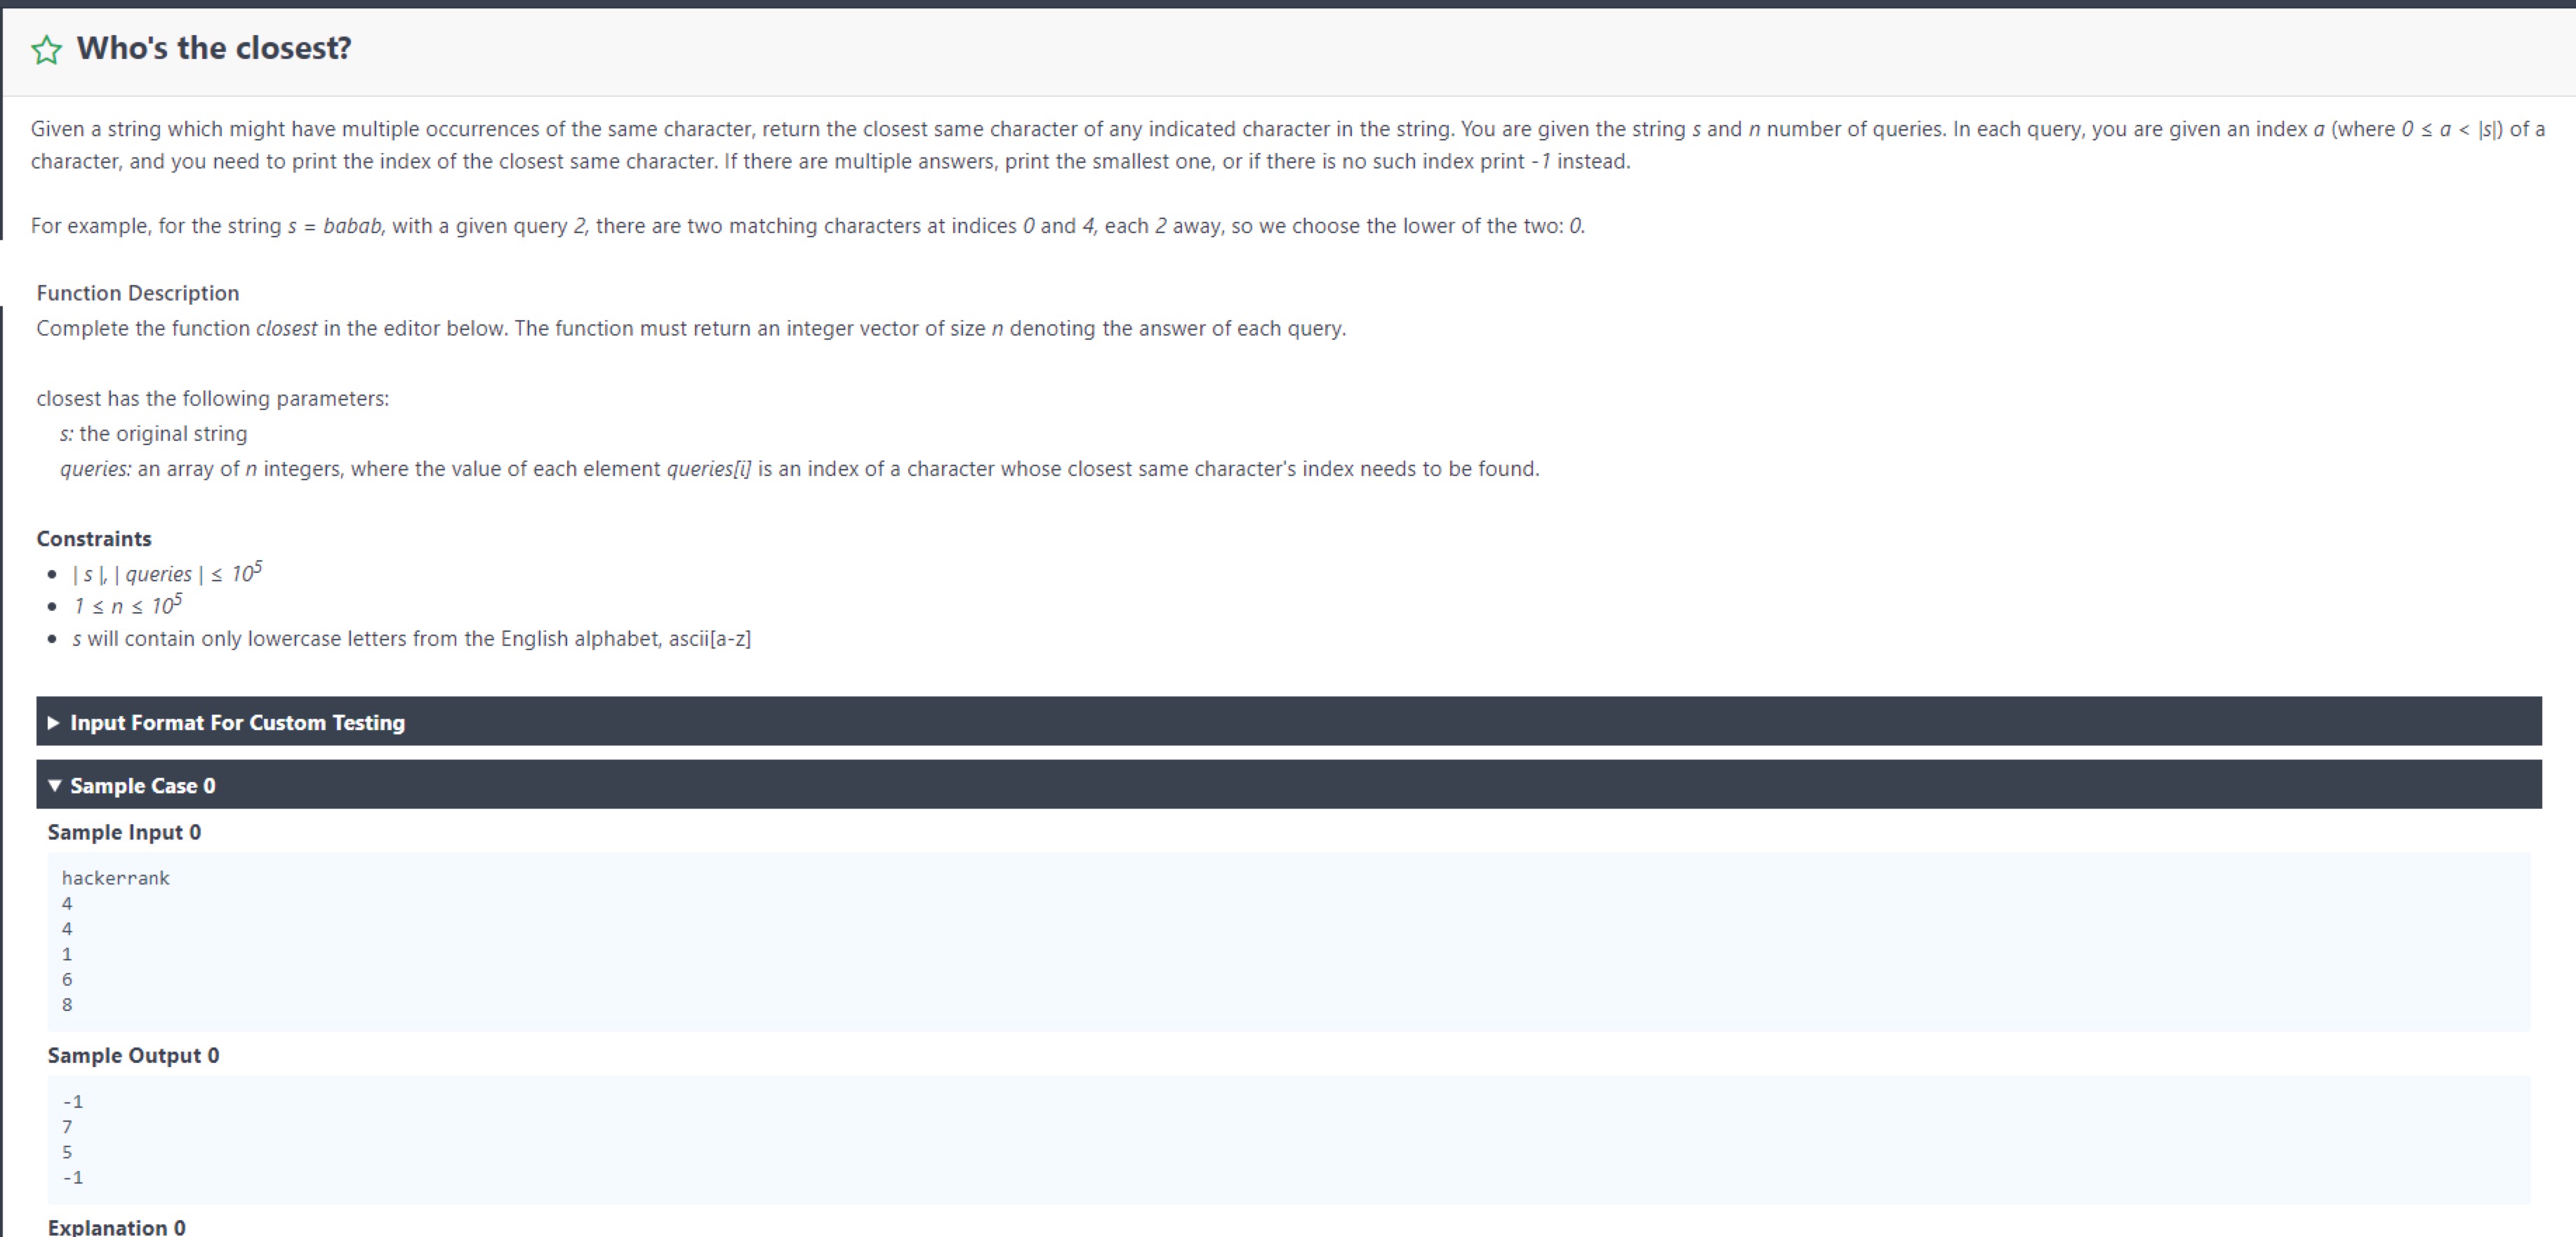 Who's the closest?
Given a string which might have multiple occurrences of the same character, return the closest same character of any indicated character in the string. You are given the string s and n number of queries. In each query, you are given an index a (where 0 ≤ a < |s|) of a
character, and you need to print the index of the closest same character. If there are multiple answers, print the smallest one, or if there is no such index print -1 instead.
For example, for the string s = babab, with a given query 2, there are two matching characters at indices 0 and 4, each 2 away, so we choose the lower of the two: 0.
Function Description
Complete the function closest in the editor below. The function must return an integer vector of size n denoting the answer of each query.
closest has the following parameters:
s: the original string
queries: an array of n integers, where the value of each element queries[i] is an index of a character whose closest same character's index needs to be found.
Constraints
• | s |, | queries | ≤ 10⁵
• 1 ≤ n ≤ 10⁵
• s will contain only lowercase letters from the English alphabet, ascii[a-z]
▶ Input Format For Custom Testing
▼ Sample Case 0
Sample Input 0
hackerrank
4
4
1
6
8
Sample Output 0
-1
7
5
-1
Explanation 0